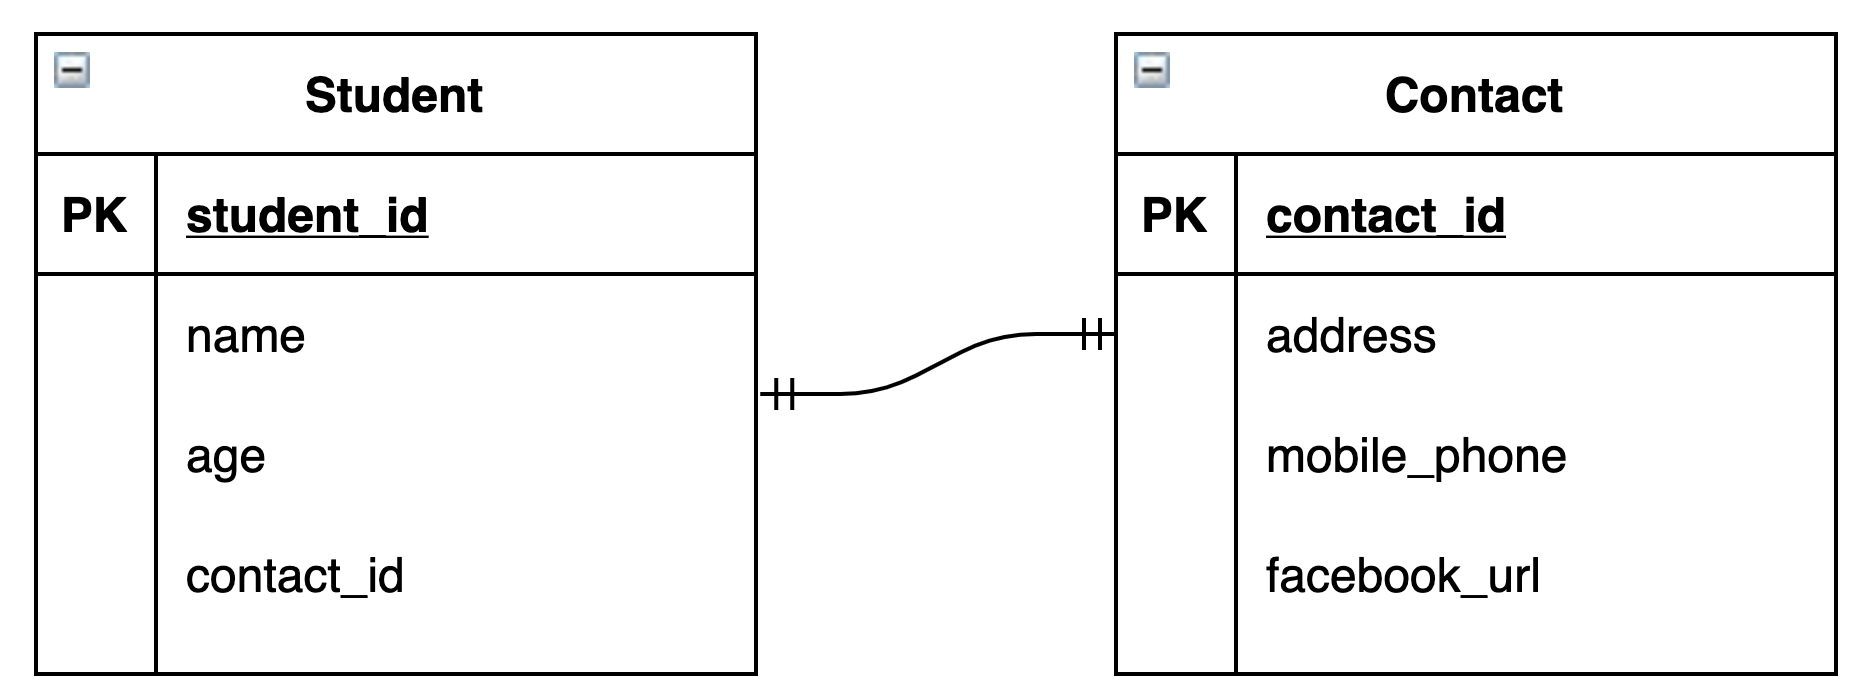 Student
PK student_id
name
age
contact_id
Contact
PK contact_id
address
mobile_phone
facebook_url